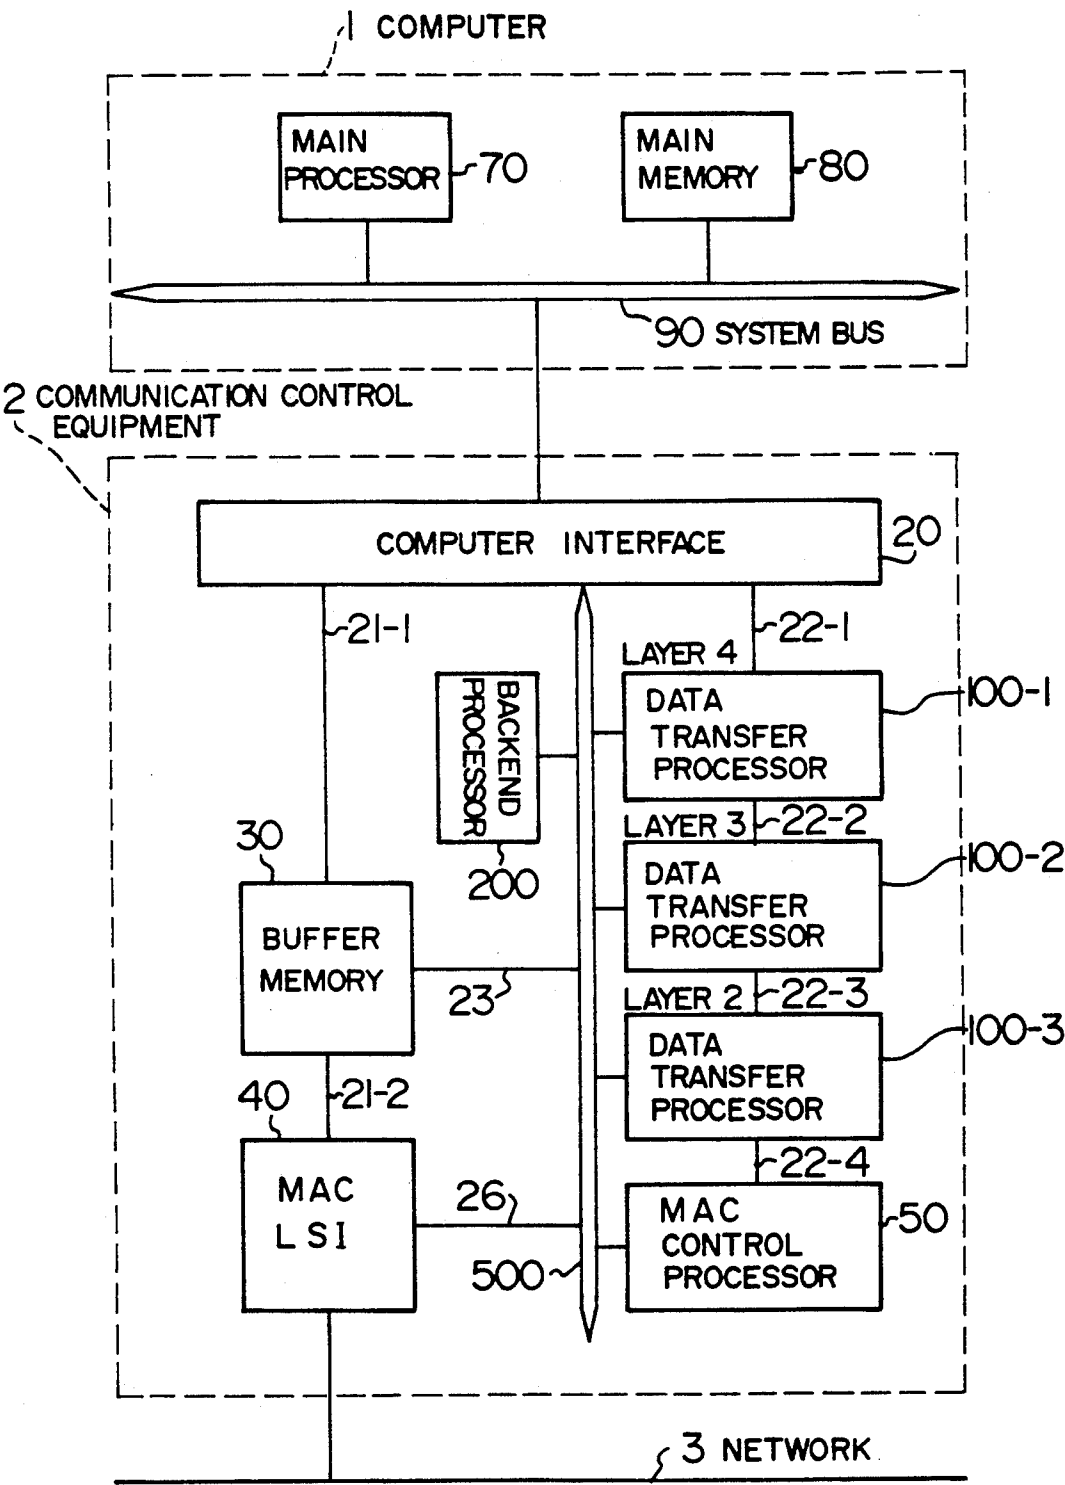 1 COMPUTER
MAIN
PROCESSOR
70
MAIN
MEMORY
80
90 SYSTEM BUS
2 COMMUNICATION CONTROL
EQUIPMENT
COMPUTER INTERFACE
20
21-1
22-1
LAYER 4
DATA
TRANSFER
PROCESSOR
100-1
BACKEND
PROCESSOR
200
22-2
LAYER 3
DATA
TRANSFER
PROCESSOR
100-2
30
BUFFER
MEMORY
23
22-3
LAYER 2
DATA
TRANSFER
PROCESSOR
100-3
21-2
40
MAC
LSI
26
22-4
MAC
CONTROL
PROCESSOR
50
500
3 NETWORK